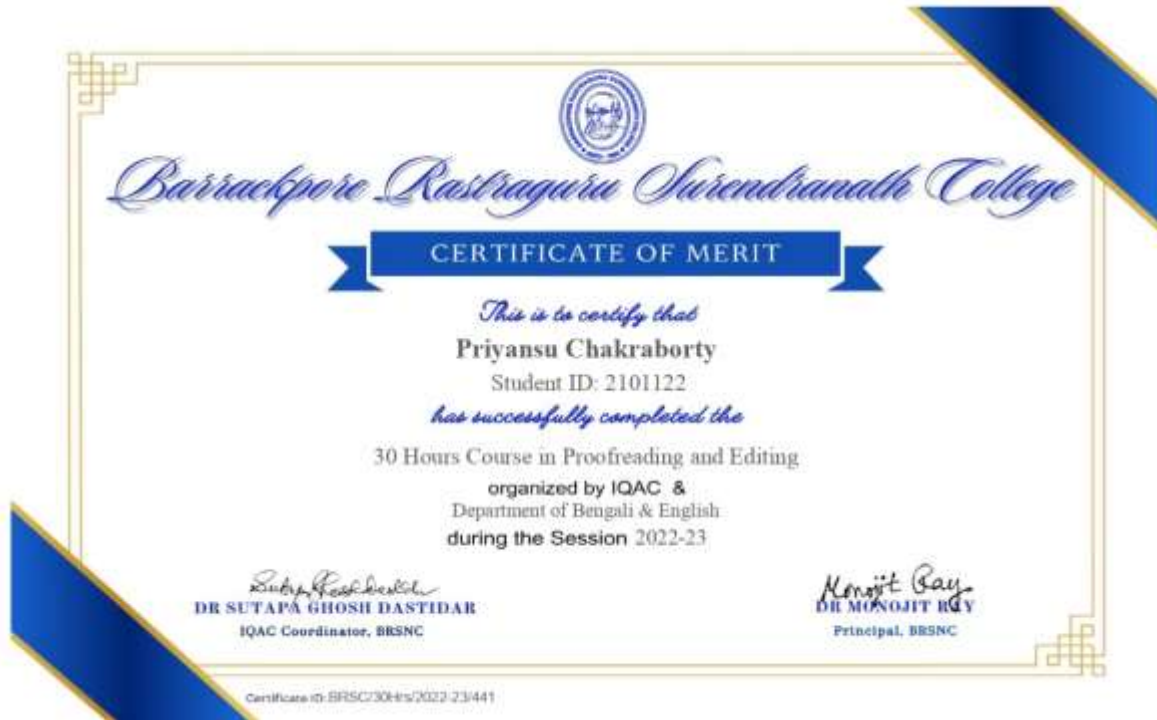 Barrackpore Rastraguru Surendranath College
CERTIFICATE OF MERIT
This is to certify that
Priyansu Chakraborty
Student ID: 2101122
has successfully completed the
30 Hours Course in Proofreading and Editing
organized by IQAC &
Department of Bengali & English
during the Session 2022-23
Monojit Ray
DR SUTAPA GHOSH DASTIDAR
DR MONOJIT RAY
IQAC Coordinator, BRSNC
Principal, BRSNC
Certificate ID: BRSC/30Hrs/2022-23/441